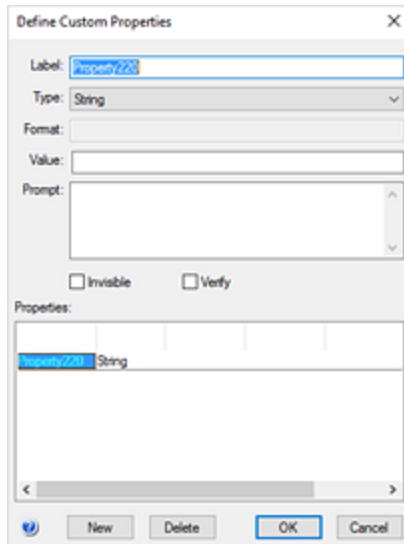 Define Custom Properties
Label: Property220
Type: String
Format:
Value:
Prompt:
Invisible Verify
Properties:
Property220 String
New Delete OK Cancel